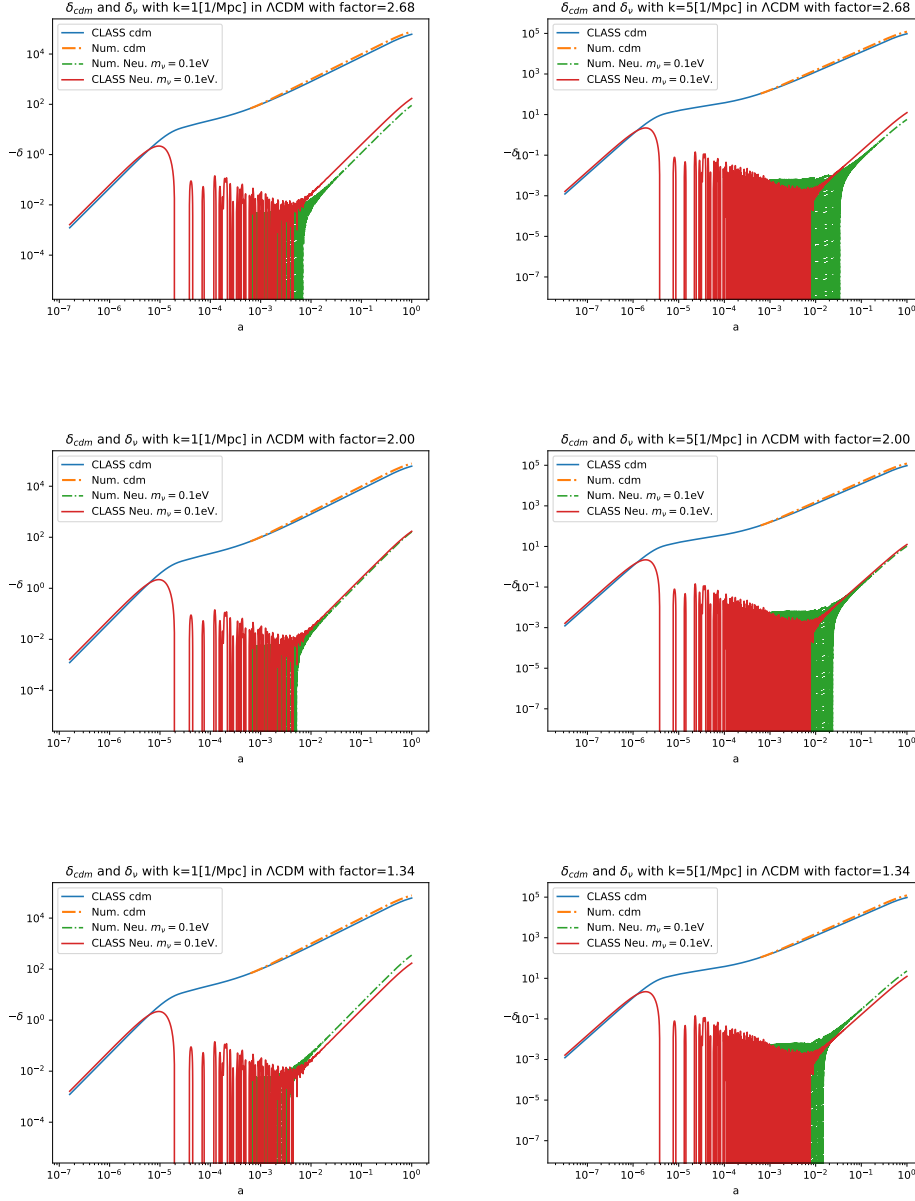 δ_cdm and δ_ν with k=1[1/Mpc] in ΛCDM with factor=2.68
CLASS cdm
Num. cdm
Num. Neu. m_ν = 0.1eV
CLASS Neu. m_ν = 0.1eV.
10^4
10^2
10^0
10^−2
10^−4
−δ
10^−7 10^−6 10^−5 10^−4 10^−3 10^−2 10^−1 10^0
a
δ_cdm and δ_ν with k=5[1/Mpc] in ΛCDM with factor=2.68
CLASS cdm
Num. cdm
Num. Neu. m_ν = 0.1eV
CLASS Neu. m_ν = 0.1eV.
10^5
10^3
10^1
10^−1
10^−3
10^−5
10^−7
−δ
10^−7 10^−6 10^−5 10^−4 10^−3 10^−2 10^−1 10^0
a
δ_cdm and δ_ν with k=1[1/Mpc] in ΛCDM with factor=2.00
CLASS cdm
Num. cdm
Num. Neu. m_ν = 0.1eV
CLASS Neu. m_ν = 0.1eV.
10^4
10^2
10^0
10^−2
10^−4
−δ
10^−7 10^−6 10^−5 10^−4 10^−3 10^−2 10^−1 10^0
a
δ_cdm and δ_ν with k=5[1/Mpc] in ΛCDM with factor=2.00
CLASS cdm
Num. cdm
Num. Neu. m_ν = 0.1eV
CLASS Neu. m_ν = 0.1eV.
10^5
10^3
10^1
10^−1
10^−3
10^−5
10^−7
−δ
10^−7 10^−6 10^−5 10^−4 10^−3 10^−2 10^−1 10^0
a
δ_cdm and δ_ν with k=1[1/Mpc] in ΛCDM with factor=1.34
CLASS cdm
Num. cdm
Num. Neu. m_ν = 0.1eV
CLASS Neu. m_ν = 0.1eV.
10^4
10^2
10^0
10^−2
10^−4
−δ
10^−7 10^−6 10^−5 10^−4 10^−3 10^−2 10^−1 10^0
a
δ_cdm and δ_ν with k=5[1/Mpc] in ΛCDM with factor=1.34
CLASS cdm
Num. cdm
Num. Neu. m_ν = 0.1eV
CLASS Neu. m_ν = 0.1eV.
10^5
10^3
10^1
10^−1
10^−3
10^−5
10^−7
−δ
10^−7 10^−6 10^−5 10^−4 10^−3 10^−2 10^−1 10^0
a